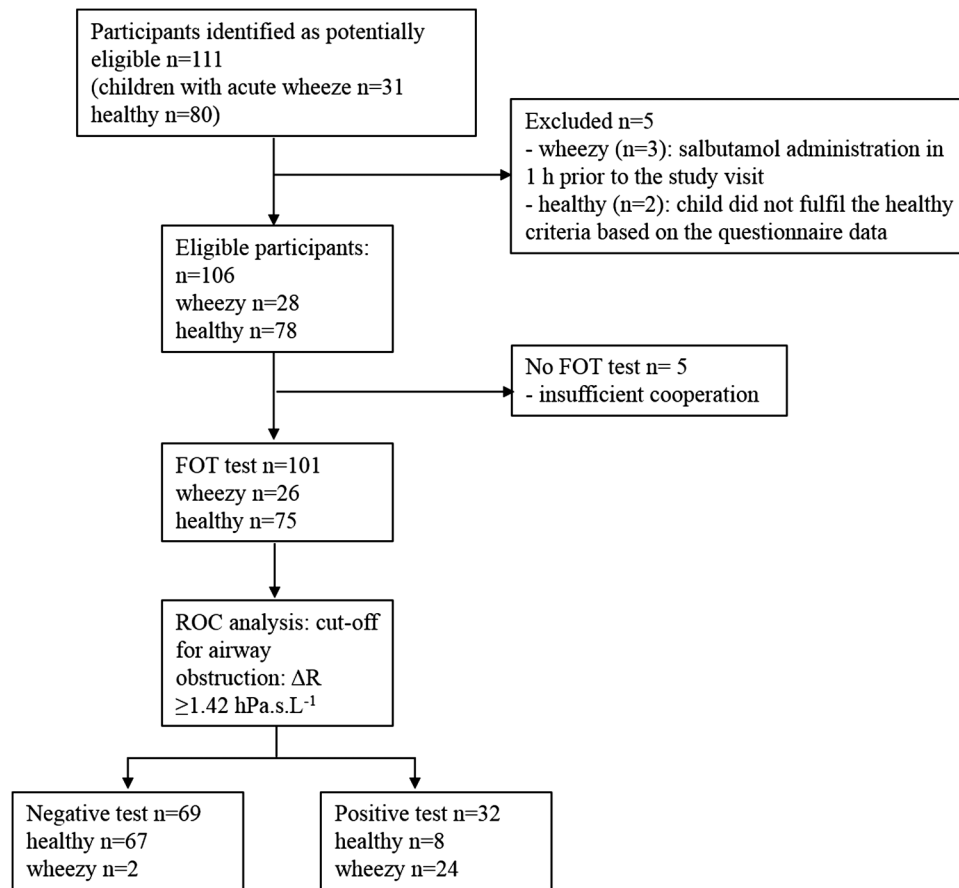 Participants identified as potentially
eligible n=111
(children with acute wheeze n=31
healthy n=80)
Excluded n=5
- wheezy (n=3): salbutamol administration in
1 h prior to the study visit
- healthy (n=2): child did not fulfil the healthy
criteria based on the questionnaire data
Eligible participants:
n=106
wheezy n=28
healthy n=78
No FOT test n= 5
- insufficient cooperation
FOT test n=101
wheezy n=26
healthy n=75
ROC analysis: cut-off
for airway
obstruction: ΔR
≥1.42 hPa.s.L⁻¹
Negative test n=69
healthy n=67
wheezy n=2
Positive test n=32
healthy n=8
wheezy n=24